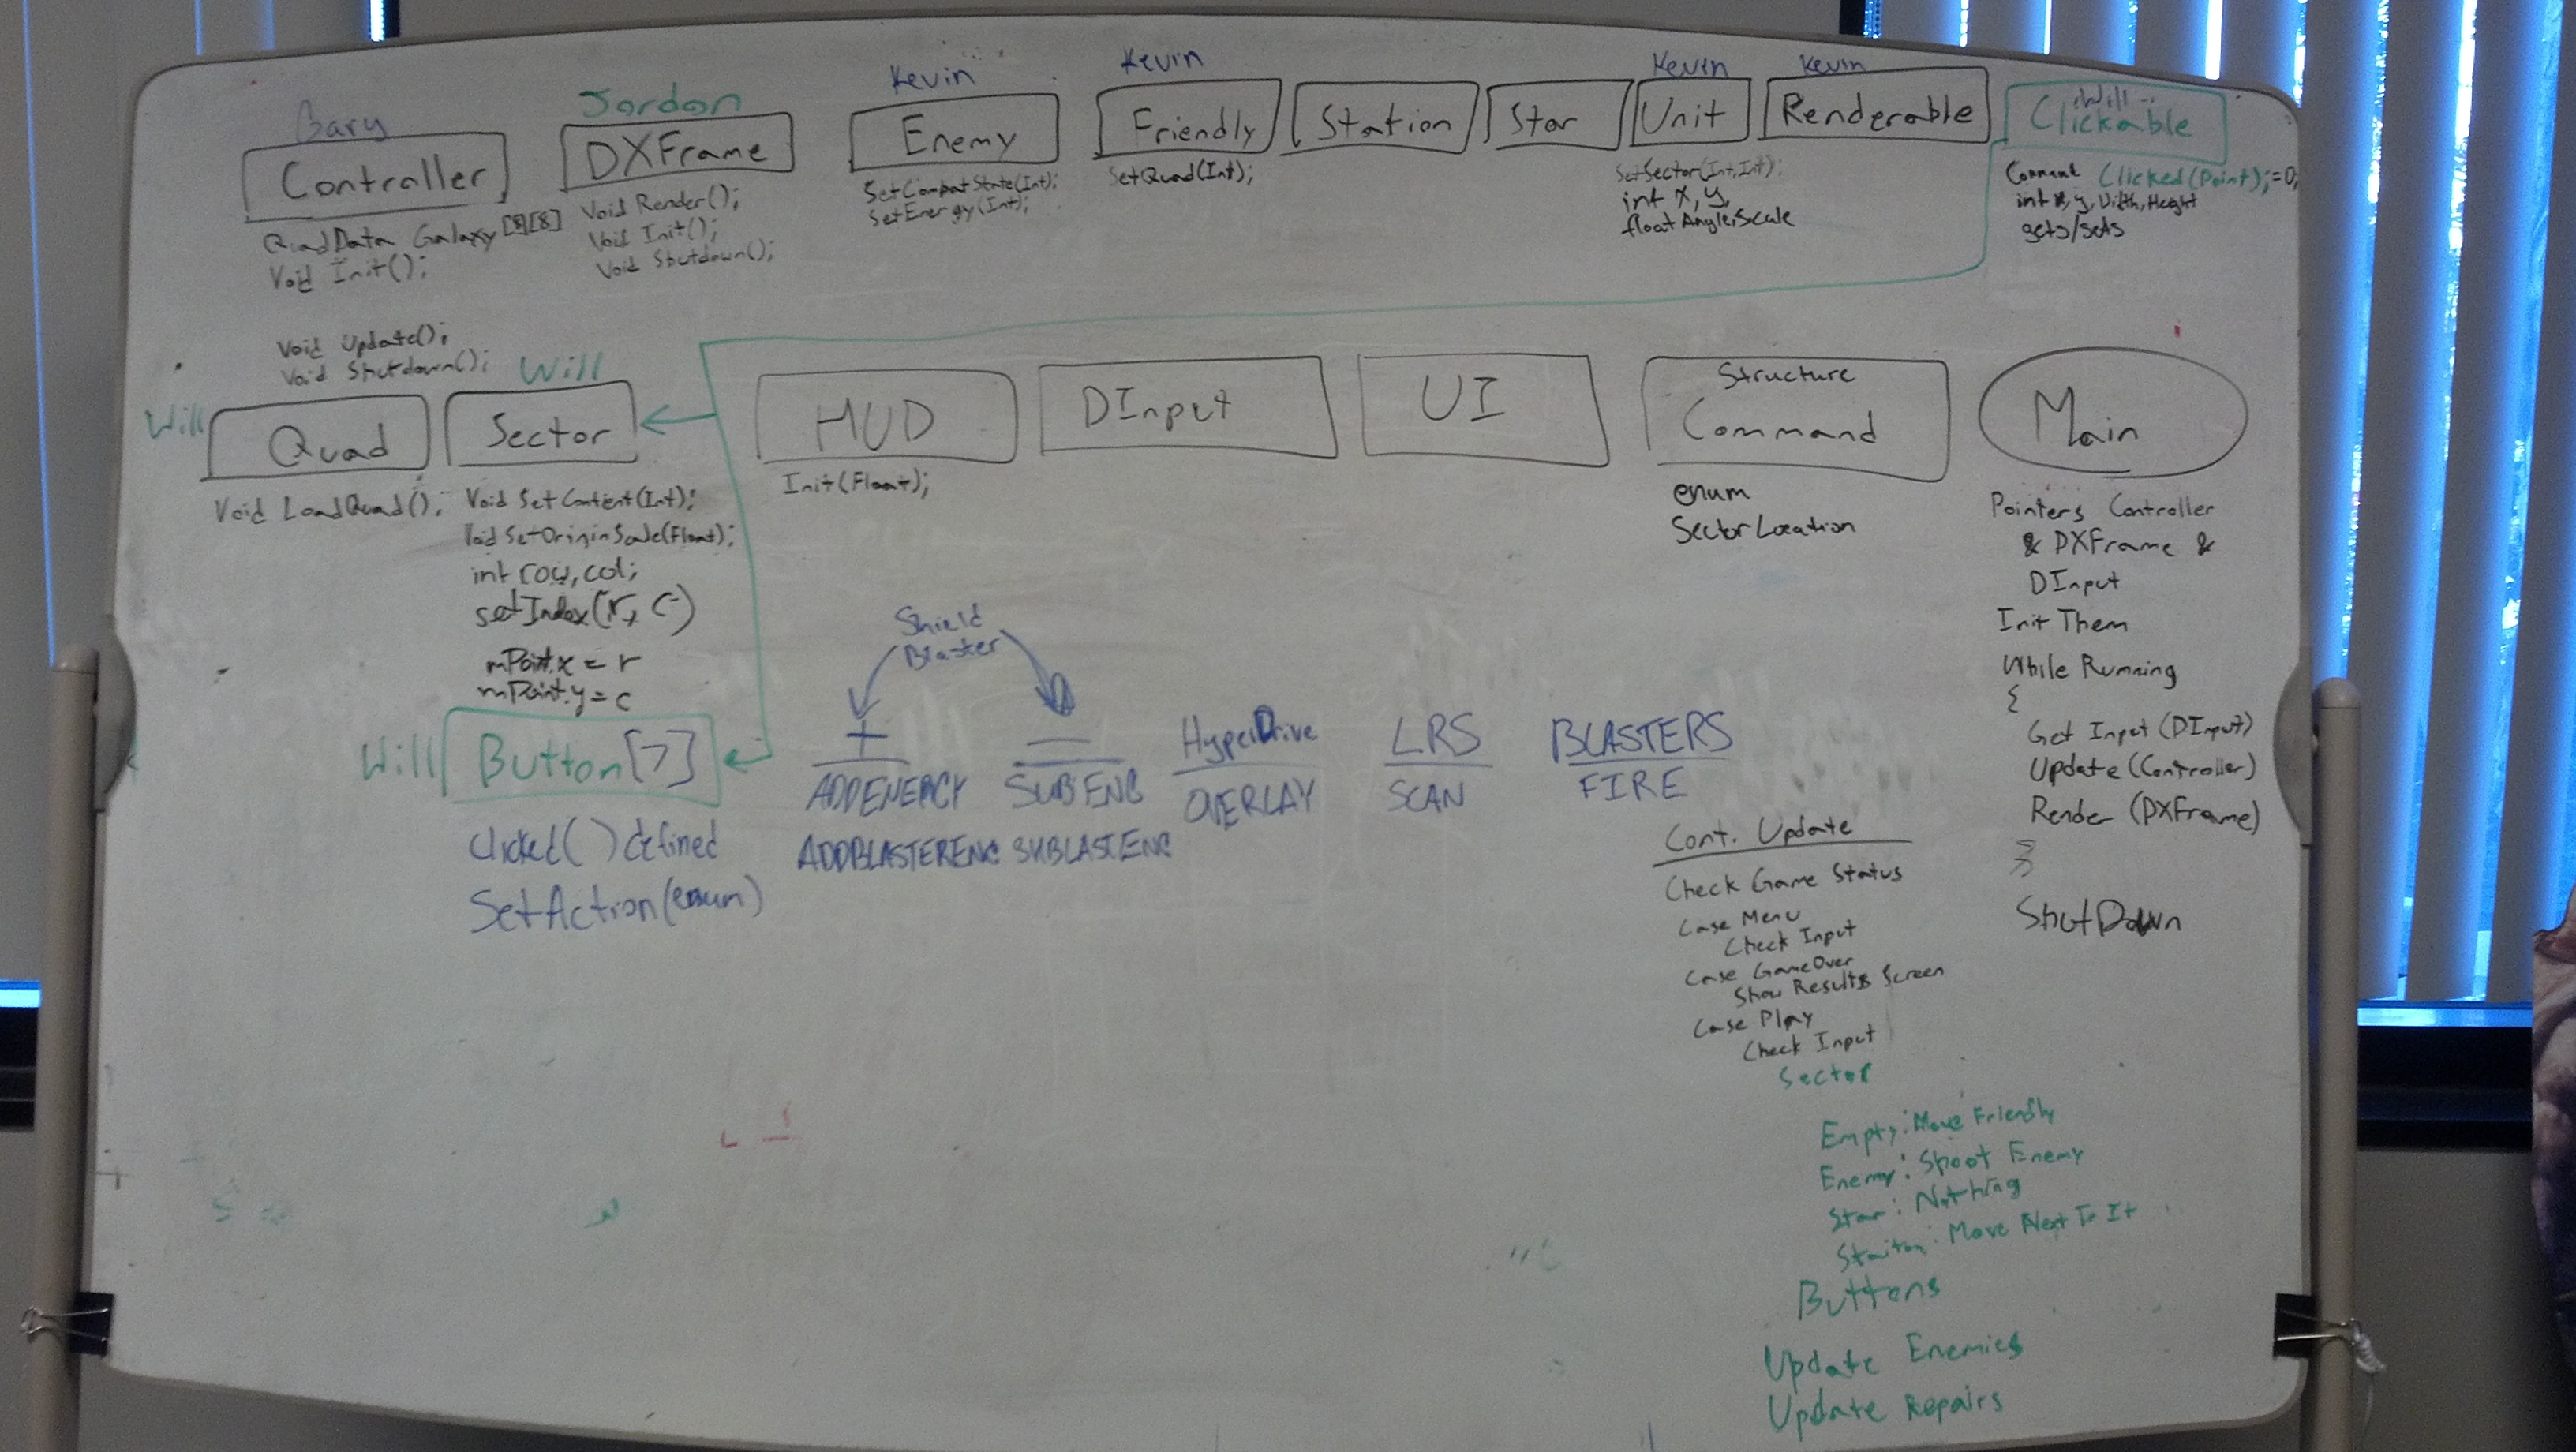 Gary
Controller
QuadData Galaxy[8][8]
Void Init();
Void Update();
Void Shutdown();
Jordan
DXFrame
Void Render();
Void Init();
Void Shutdown();
Kevin
Enemy
SetCombatState(Int);
SetEnergy(Int);
Kevin
Friendly
SetQuad(Int);
Station
Star
Kevin
Unit
SetSector(Int,Int);
int x, y,
float Angle,Scale
Kevin
Renderable
Will
Clickable
Command Clicked(Point);=0;
int x, y, Width, Height
gets/sets
Will
Quad
Void LoadQuad();
Will
Sector
Void SetContent(Int);
Void SetOriginScale(Float);
int row, col;
setIndex(r, c)
mPoint.x = r
mPoint.y = c
HUD
Init(Float);
DInput
UI
Structure
Command
enum
Sector Location
Main
Pointers Controller
& DXFrame &
DInput
Init Them
While Running
{
Get Input (DInput)
Update (Controller)
Render (DXFrame)
}
ShutDown
Will
Button[7]
Clicked( ) defined
SetAction(enum)
Shield
Blaster
+
ADDENERGY
ADDBLASTERENG
—
SUBENG
SUBLASTENG
HyperDrive
OVERLAY
LRS
SCAN
BLASTERS
FIRE
Cont. Update
Check Game Status
Case Menu
Check Input
Case GameOver
Show Results Screen
Case Play
Check Input
Sector
Empty: Move Friendly
Enemy: Shoot Enemy
Star: Nothing
Staiton: Move Next To It
Buttons
Update Enemies
Update Repairs